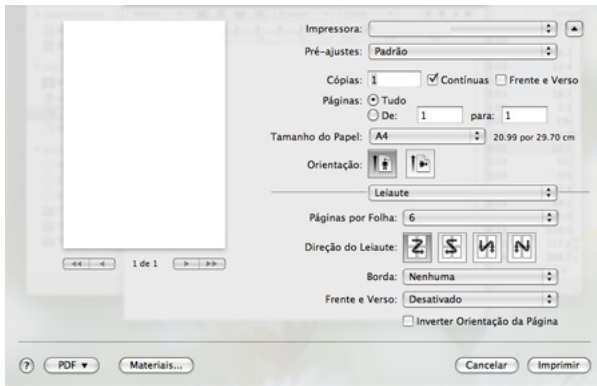 Impressora:
Pré-ajustes: Padrão
Cópias: 1 Contínuas Frente e Verso
Páginas: Tudo
De: 1 para: 1
Tamanho do Papel: A4 20.99 por 29.70 cm
Orientação:
Leiaute
Páginas por Folha: 6
Direção do Leiaute:
1 de 1
Borda: Nenhuma
Frente e Verso: Desativado
Inverter Orientação da Página
? PDF Materiais... Cancelar Imprimir